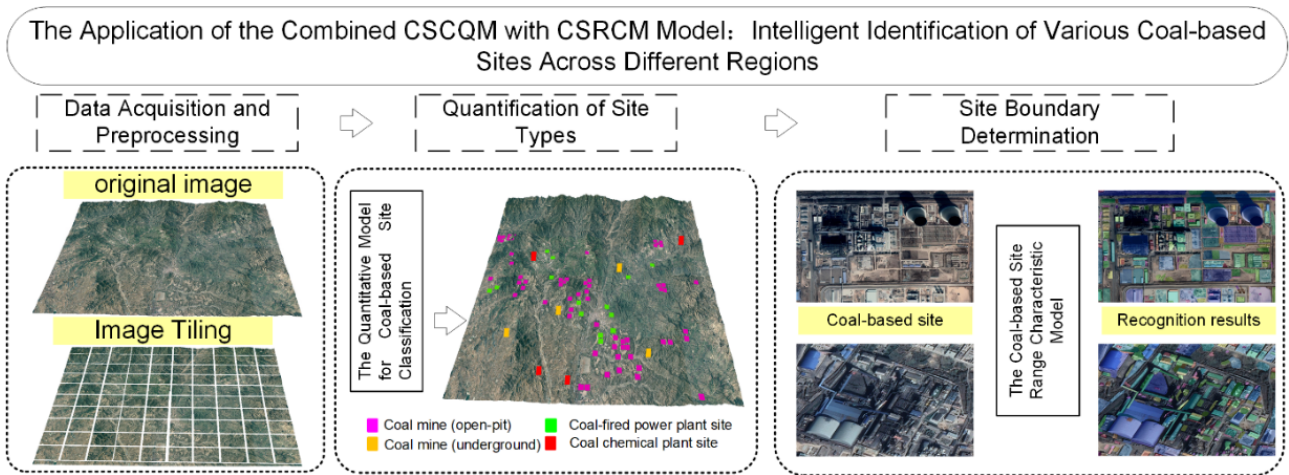 The Application of the Combined CSCQM with CSRCM Model：Intelligent Identification of Various Coal-based
Sites Across Different Regions
Data Acquisition and
Preprocessing
Quantification of Site
Types
Site Boundary
Determination
original image
Image Tiling
The Quantitative Model
for Coal-based Site
Classification
Coal mine (open-pit)
Coal-fired power plant site
Coal mine (underground)
Coal chemical plant site
Coal-based site
The Coal-based Site
Range Characteristic
Model
Recognition results